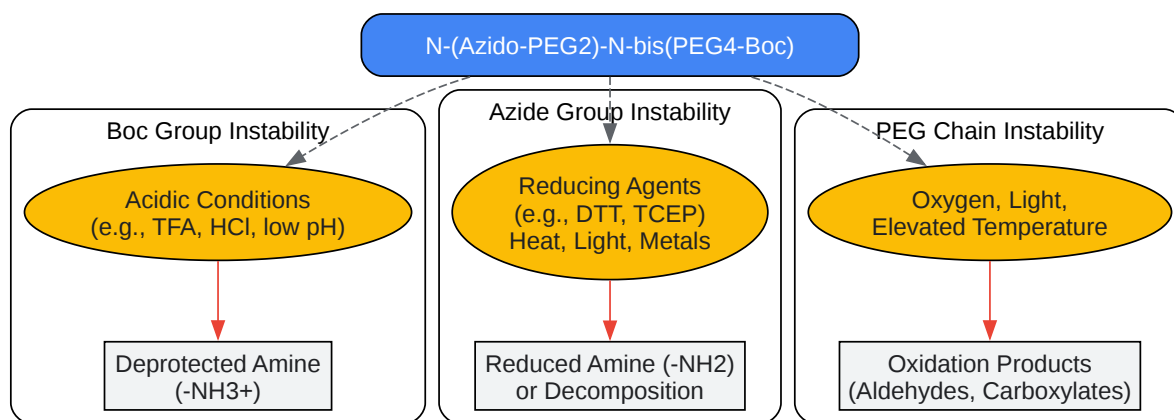 N-(Azido-PEG2)-N-bis(PEG4-Boc)
Boc Group Instability
Acidic Conditions
(e.g., TFA, HCl, low pH)
Deprotected Amine
(-NH3+)
Azide Group Instability
Reducing Agents
(e.g., DTT, TCEP)
Heat, Light, Metals
Reduced Amine (-NH2)
or Decomposition
PEG Chain Instability
Oxygen, Light,
Elevated Temperature
Oxidation Products
(Aldehydes, Carboxylates)